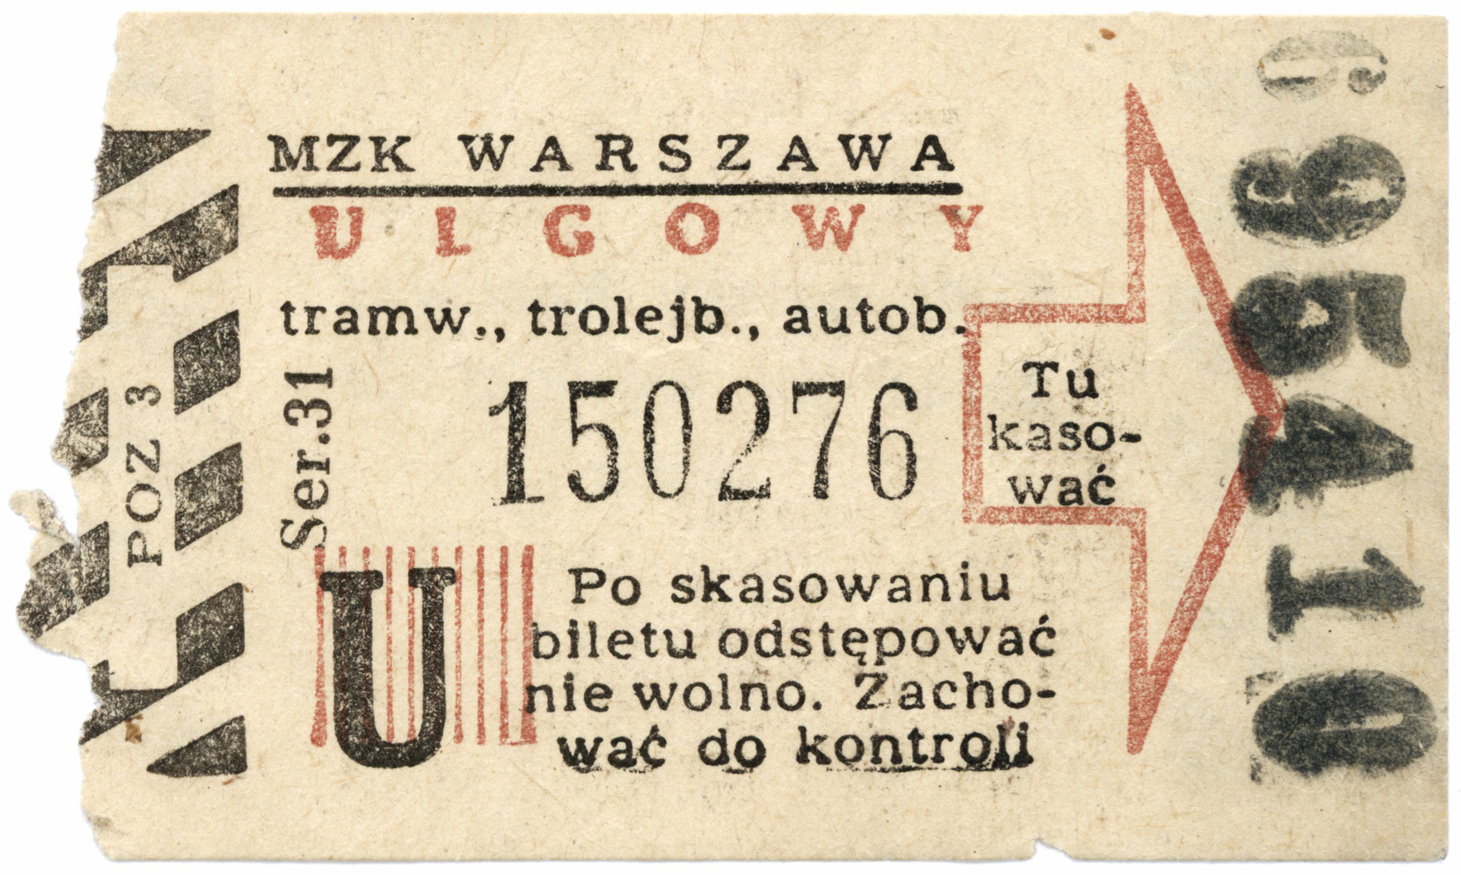 MZK WARSZAWA
ULGOWY
tramw., trolejb., autob.
Ser.31
150276
Tu
kaso-
wać
POZ 3
U
Po skasowaniu
biletu odstępować
nie wolno. Zacho-
wać do kontroli